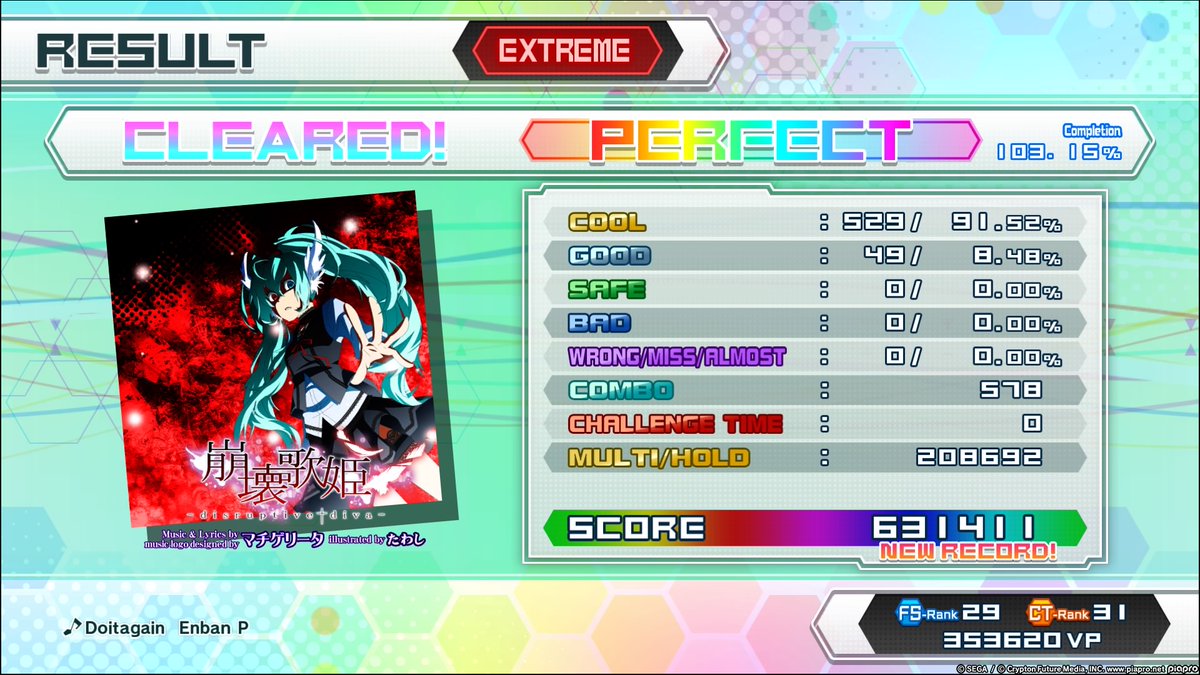 RESULT
EXTREME
CLEARED!
PERFECT
Completion
103.15%
COOL : 529/ 91.52%
GOOD : 49/ 8.48%
SAFE : 0/ 0.00%
BAD : 0/ 0.00%
WRONG/MISS/ALMOST : 0/ 0.00%
COMBO : 578
CHALLENGE TIME : 0
MULTI/HOLD : 208692
SCORE 631411
NEW RECORD!
崩壊歌姫
-disruptive†diva-
Music & Lyrics by
music logo designed by マチゲリータ illustrated by たわし
Doitagain Enban P
FS-Rank 29 CT-Rank 31
353620 VP
© SEGA / © Crypton Future Media, INC. www.piapro.net piapro